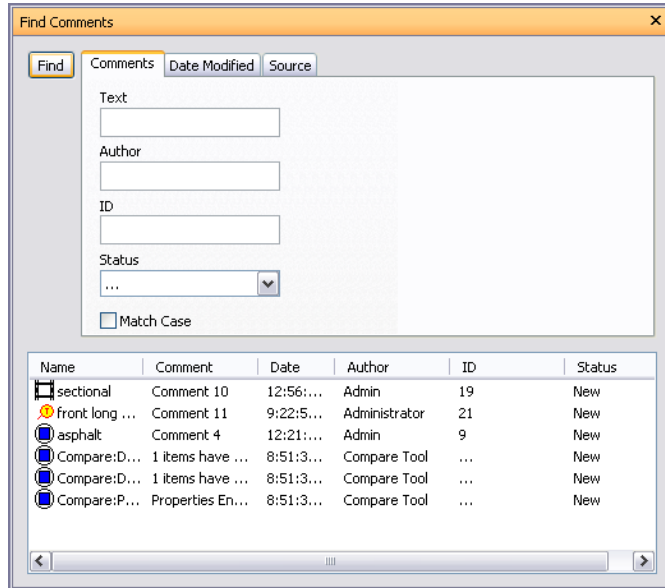 Find Comments
Find Comments Date Modified Source
Text
Author
ID
Status
...
Match Case
Name Comment Date Author ID Status
sectional Comment 10 12:56:... Admin 19 New
front long ... Comment 11 9:22:5... Administrator 21 New
asphalt Comment 4 12:21:... Admin 9 New
Compare:D... 1 items have ... 8:51:3... Compare Tool ... New
Compare:D... 1 items have ... 8:51:3... Compare Tool ... New
Compare:P... Properties En... 8:51:3... Compare Tool ... New